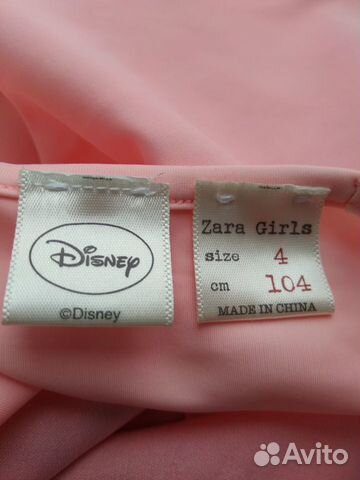 Disney
©Disney
Zara Girls
size 4
cm 104
MADE IN CHINA
Avito